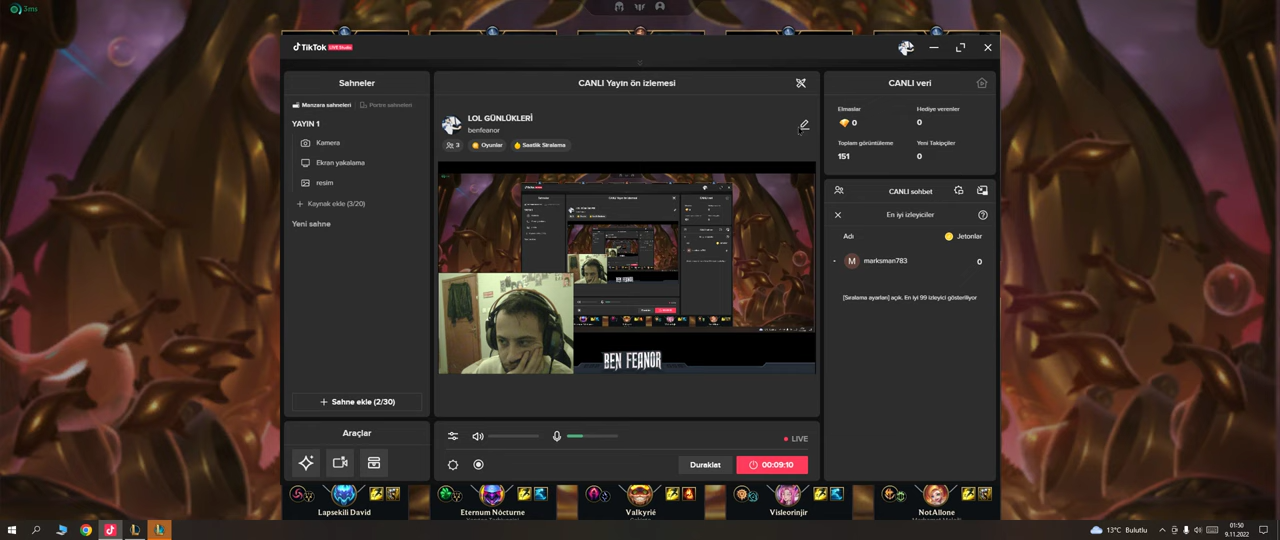 3ms
TikTok LIVE Studio
Sahneler
Manzara sahneleri
Portre sahneleri
YAYIN 1
Kamera
Ekran yakalama
resim
Kaynak ekle (3/20)
Yeni sahne
Sahne ekle (2/30)
Araçlar
CANLI Yayın ön izlemesi
LOL GÜNLÜKLERİ
benfeanor
3
Oyunlar
Saatlik Sıralama
BEN FEANOR
LIVE
Duraklat
00:09:10
CANLI veri
Elmaslar
Hediye verenler
0
0
Toplam görüntüleme
Yeni Takipçiler
151
0
CANLI sohbet
En iyi izleyiciler
Adı
Jetonlar
-
M
marksman783
0
[Sıralama ayarları] açık. En iyi 99 izleyici gösteriliyor
Lapsekili David
Eternum Nócturne
Valkyrié
Visleorinjir
NotAllone
13°C Bulutlu
01:50
9.11.2022